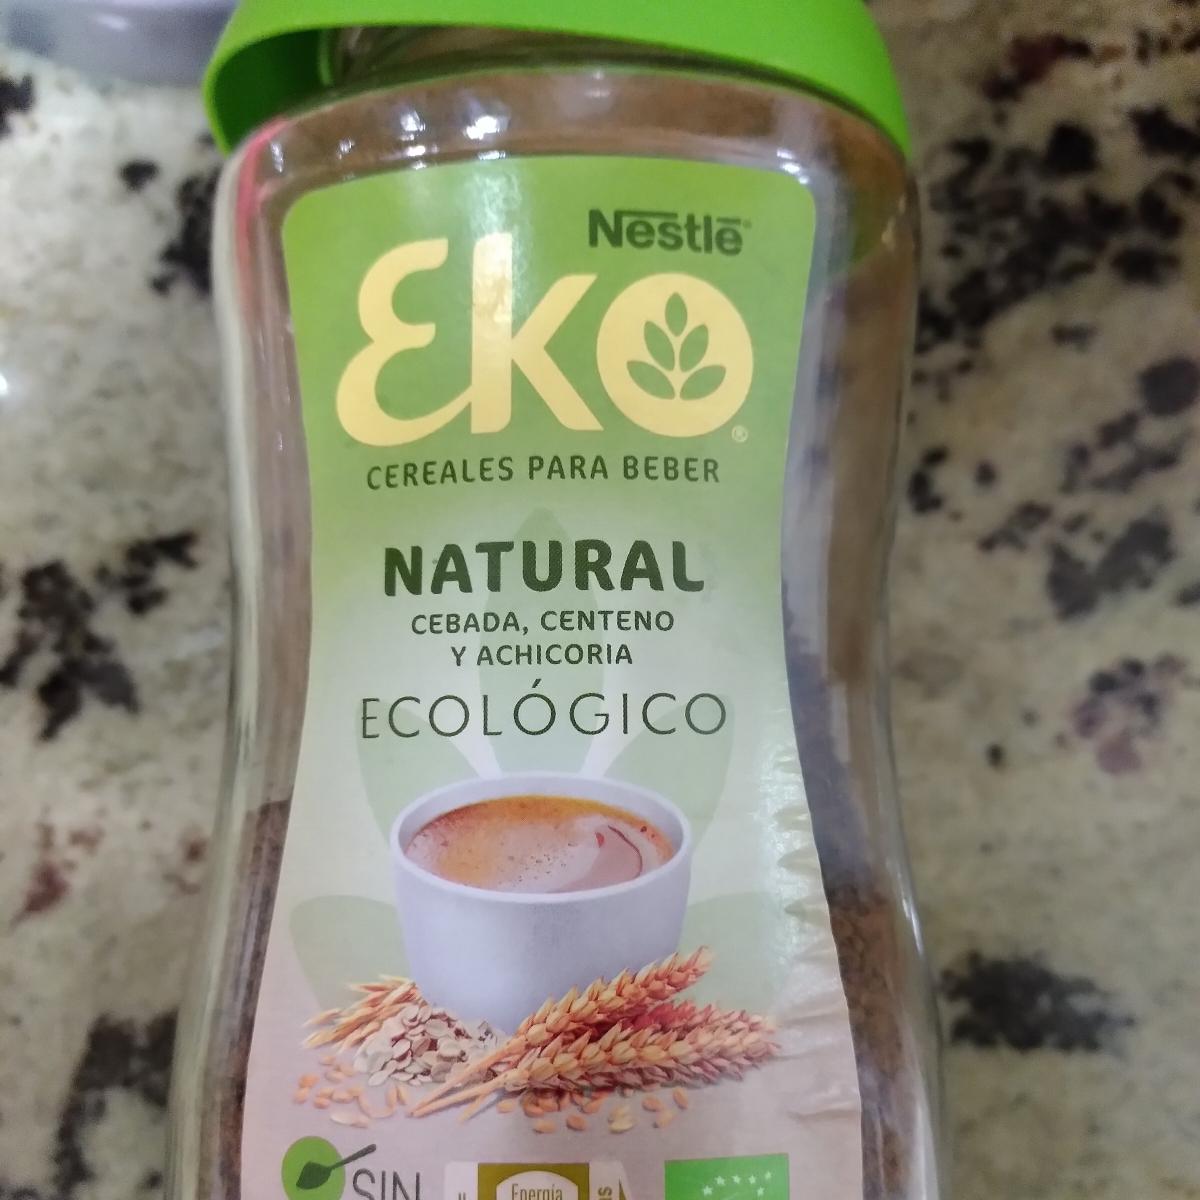 Nestlé
Eko
CEREALES PARA BEBER
NATURAL
CEBADA, CENTENO
Y ACHICORIA
ECOLÓGICO
SIN
Energía